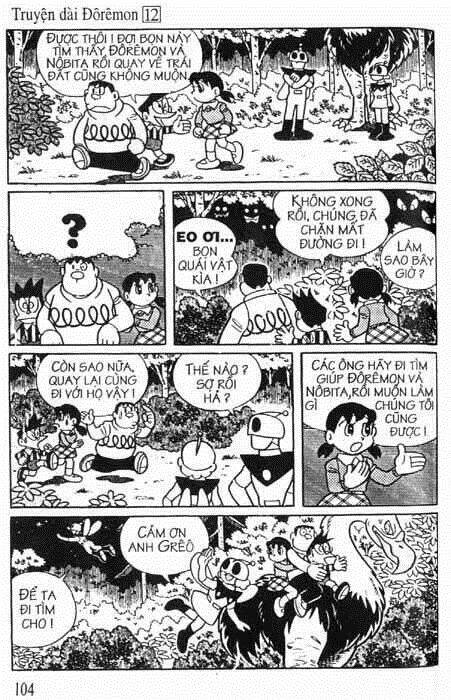 Truyện dài Đôrêmon 12
ĐƯỢC THÔI ! ĐỢI BON NÀY
TÌM THẤY ĐÔRÊMON VÀ
NÔBITA RỒI QUAY VỀ TRÁI
ĐẤT CŨNG KHÔNG MUỘN.
?
EO ƠI...
BON
QUÁI VẬT
KÌA !
KHÔNG XONG
RỒI, CHÚNG ĐÃ
CHẶN MẤT
ĐƯỜNG ĐI !
LÀM
SAO BÂY
GIỜ ?
CÒN SAO NỮA,
QUAY LẠI CÙNG
ĐI VỚI HỌ VẬY !
THẾ NÀO ?
SỢ RỒI
HẢ ?
CÁC ÔNG HÃY ĐI TÌM
GIÚP ĐÔRÊMON VÀ
NÔBITA, RỒI MUỐN LÀM
GÌ CHÚNG TÔI
CŨNG
ĐƯỢC !
CÁM ƠN
ANH GRÊÔ
ĐỂ TA
ĐI TÌM
CHO !
104